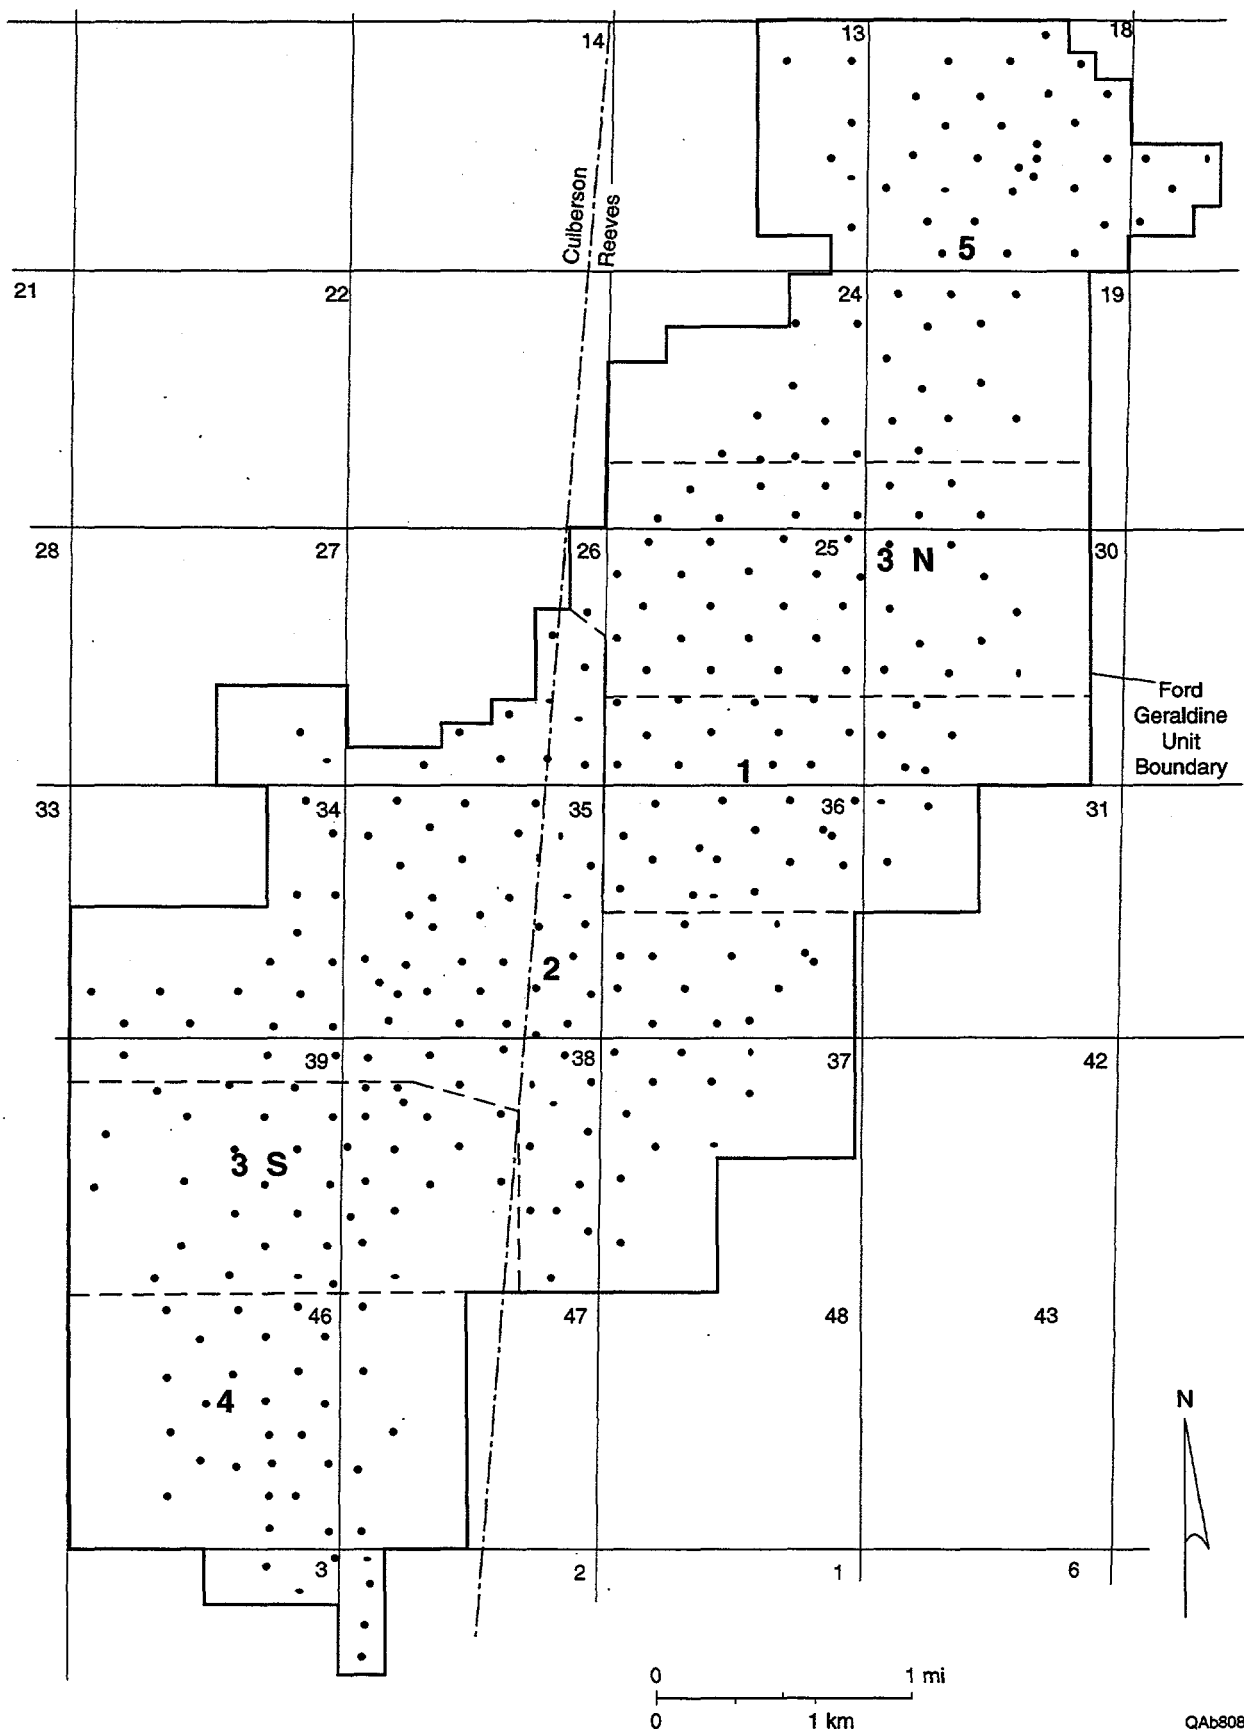 14 13 18
Culberson
Reeves
5
21 22 24 19
28 27 26 25 30
3 N
Ford
Geraldine
Unit
Boundary
1
33 34 35 36 31
2
39 38 37 42
3 S
46 47 48 43
4
N
3 2 1 6
0 1 mi
0 1 km
QAb808